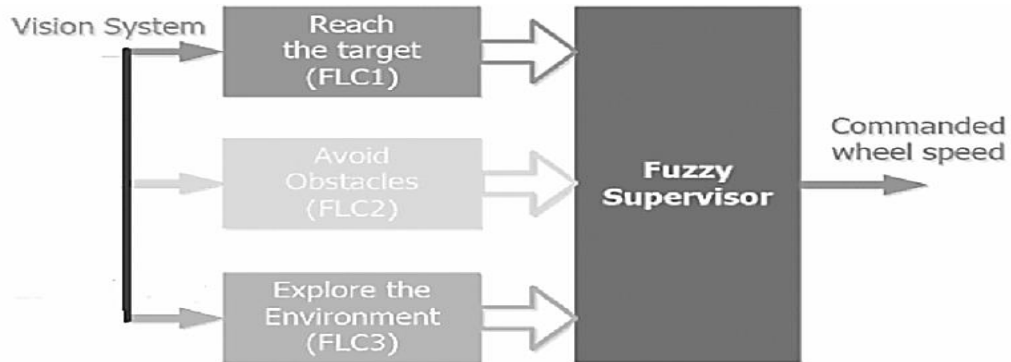 Vision System
Reach
the target
(FLC1)
Avoid
Obstacles
(FLC2)
Explore the
Environment
(FLC3)
Fuzzy
Supervisor
Commanded
wheel speed